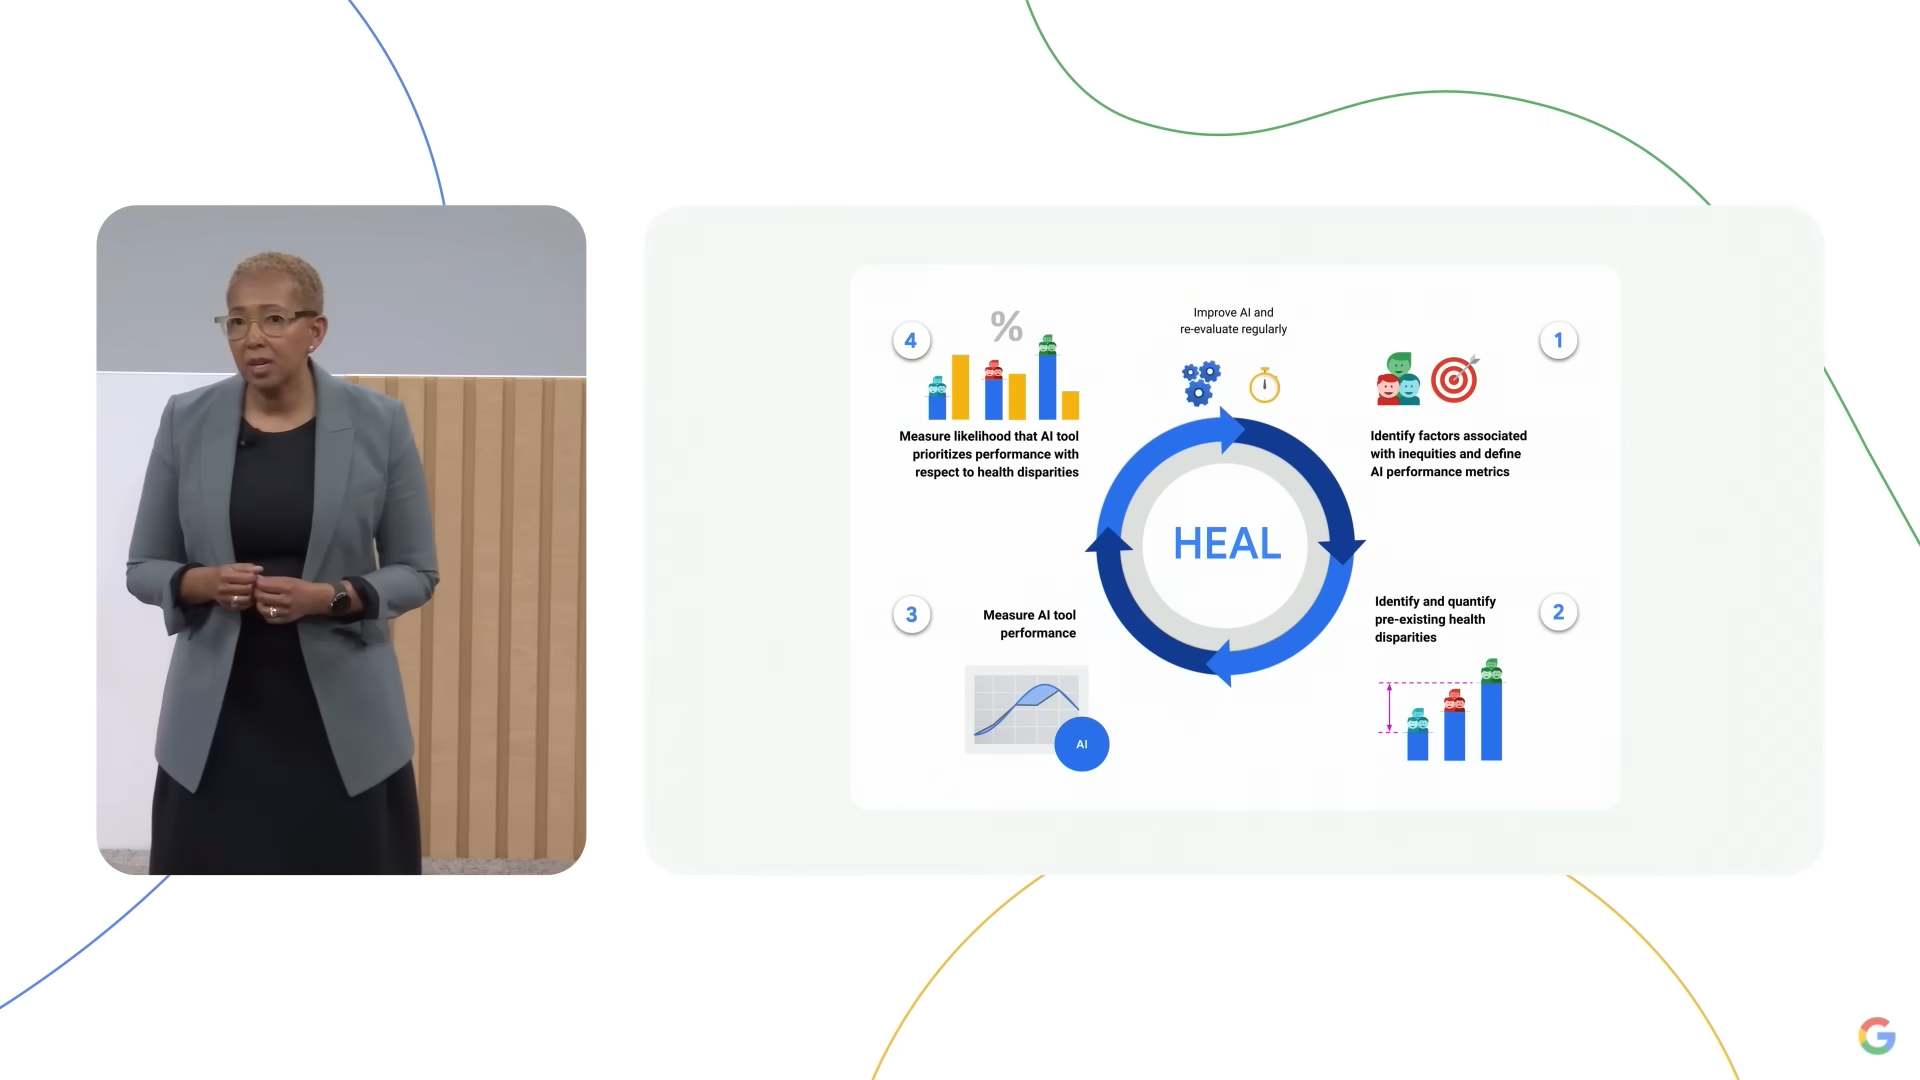 Improve AI and
re-evaluate regularly
1
Identify factors associated
with inequities and define
AI performance metrics
2
Identify and quantify
pre-existing health
disparities
3
Measure AI tool
performance
AI
4
%
Measure likelihood that AI tool
prioritizes performance with
respect to health disparities
HEAL
G